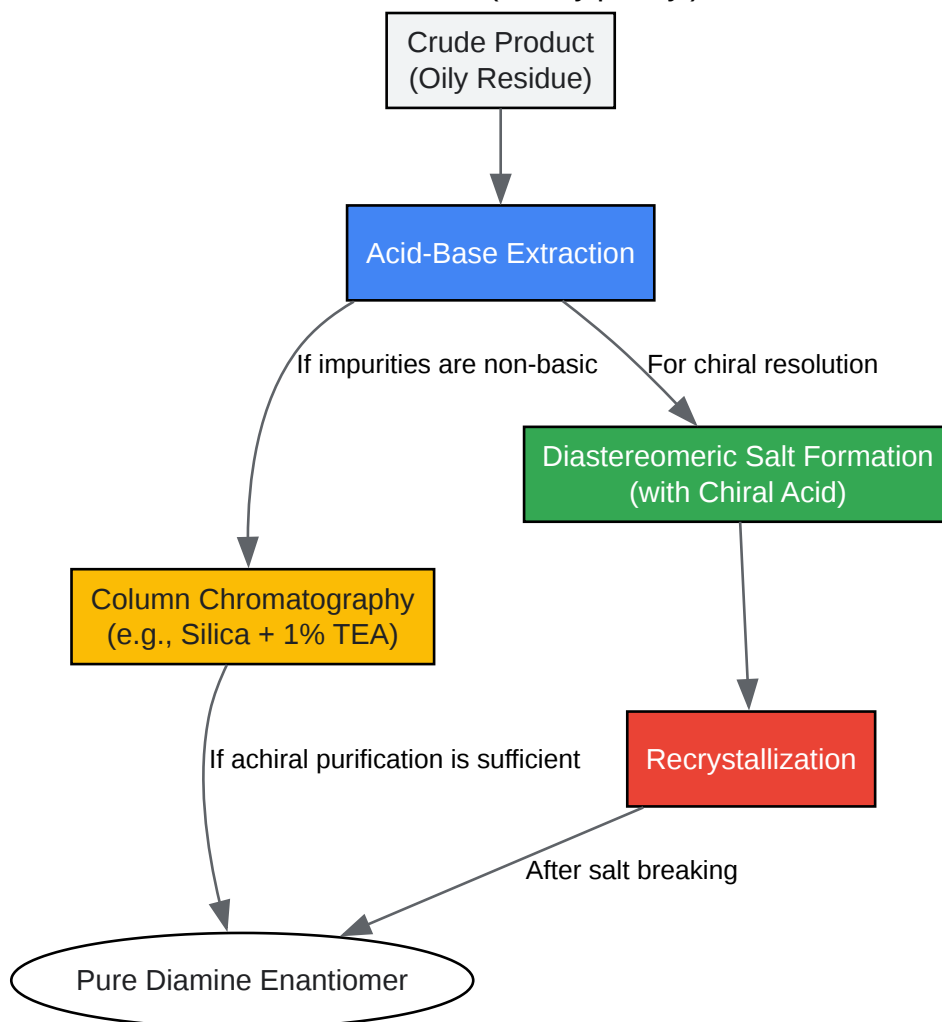 Crude Product
(Oily Residue)
Acid-Base Extraction
If impurities are non-basic
For chiral resolution
Diastereomeric Salt Formation
(with Chiral Acid)
Column Chromatography
(e.g., Silica + 1% TEA)
Recrystallization
If achiral purification is sufficient
After salt breaking
Pure Diamine Enantiomer